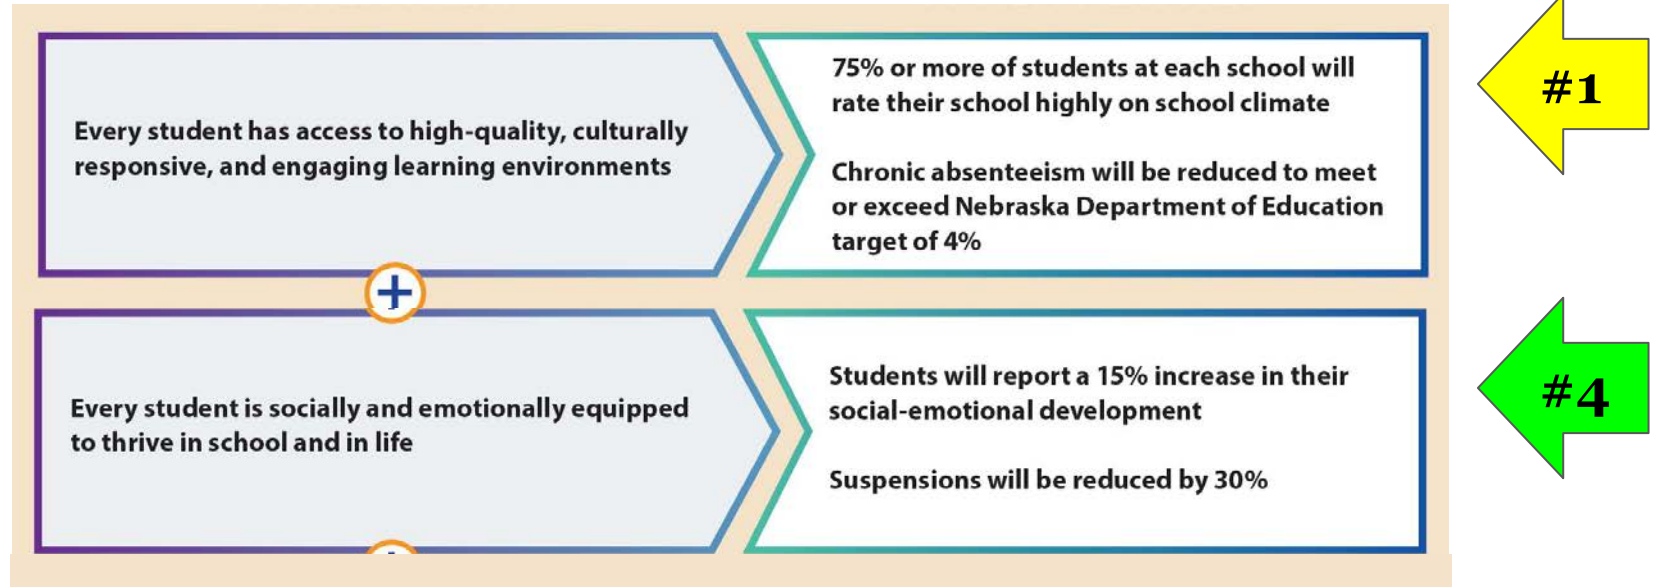 Every student has access to high-quality, culturally
responsive, and engaging learning environments
75% or more of students at each school will
rate their school highly on school climate
Chronic absenteeism will be reduced to meet
or exceed Nebraska Department of Education
target of 4%
#1
Every student is socially and emotionally equipped
to thrive in school and in life
Students will report a 15% increase in their
social-emotional development
Suspensions will be reduced by 30%
#4